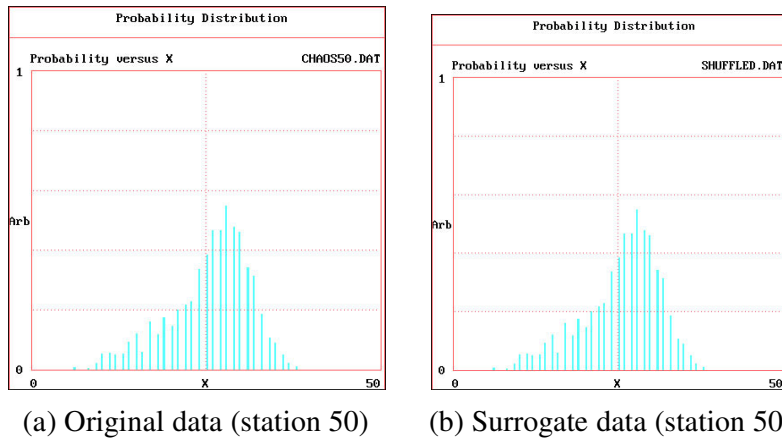 Probability Distribution
Probability versus X CHAOS50.DAT
1
Arb
0
0 X 50
(a) Original data (station 50)
Probability Distribution
Probability versus X SHUFFLED.DAT
1
Arb
0
0 X 50
(b) Surrogate data (station 50